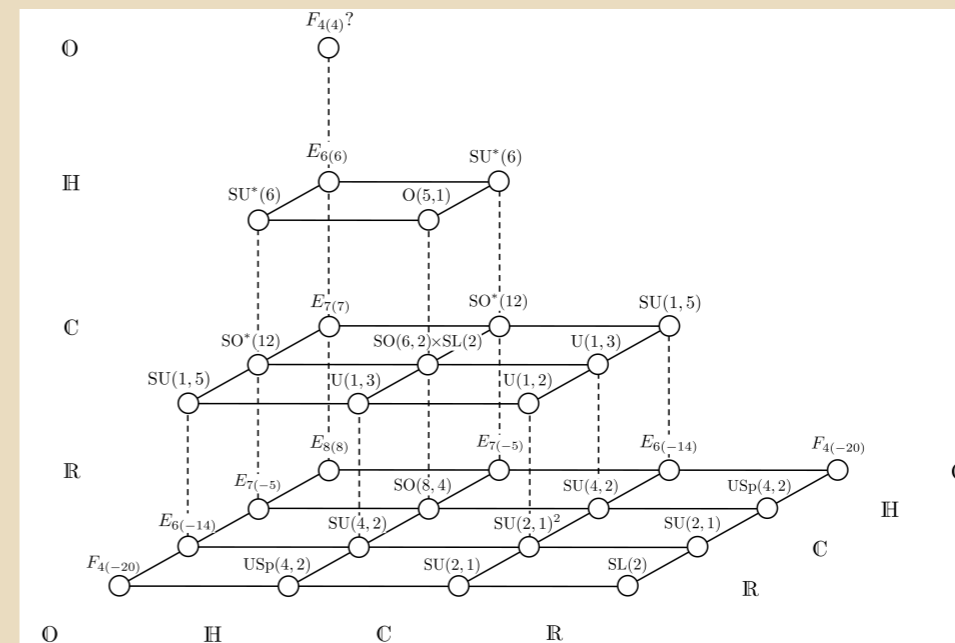 F₄₍₄₎?
𝕆
E₆₍₆₎ SU*(6)
ℍ
SU*(6) O(5,1)
E₇₍₇₎ SO*(12) SU(1,5)
ℂ
SO*(12) SO(6,2)×SL(2) U(1,3)
SU(1,5) U(1,3) U(1,2)
E₈₍₈₎ E₇₍₋₅₎ E₆₍₋₁₄₎ F₄₍₋₂₀₎
ℝ
E₇₍₋₅₎ SO(8,4) SU(4,2) USp(4,2)
ℍ
E₆₍₋₁₄₎ SU(4,2) SU(2,1)² SU(2,1)
ℂ
F₄₍₋₂₀₎ USp(4,2) SU(2,1) SL(2)
ℝ
𝕆 ℍ ℂ ℝ